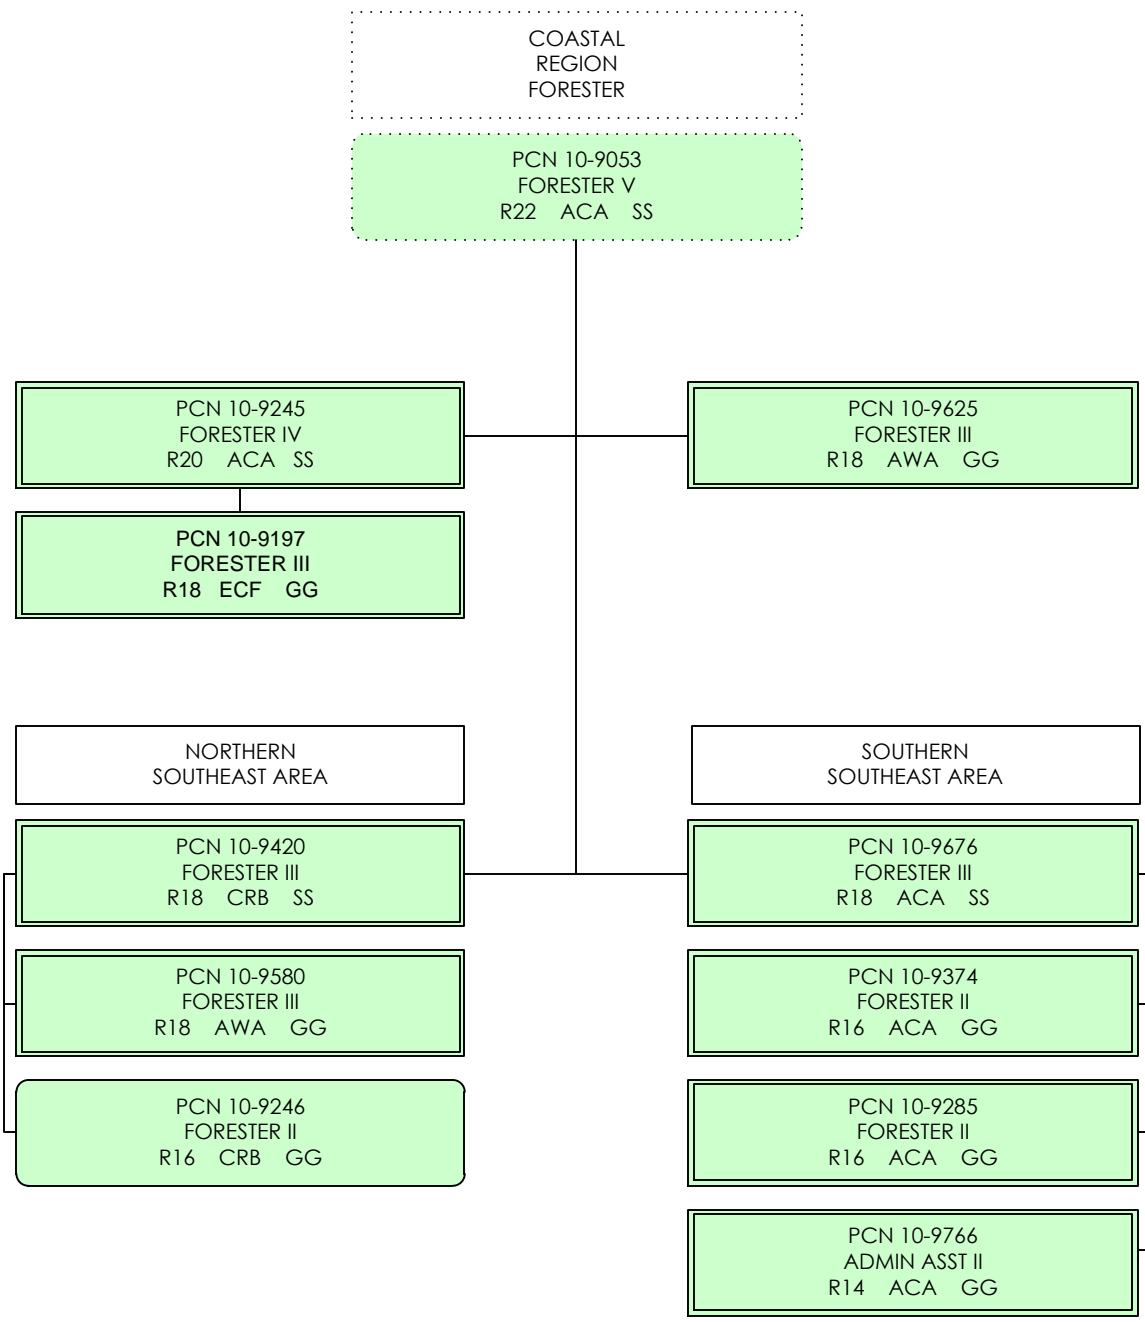 COASTAL
REGION
FORESTER
PCN 10-9053
FORESTER V
R22 ACA SS
PCN 10-9245
FORESTER IV
R20 ACA SS
PCN 10-9625
FORESTER III
R18 AWA GG
PCN 10-9197
FORESTER III
R18 ECF GG
NORTHERN
SOUTHEAST AREA
PCN 10-9420
FORESTER III
R18 CRB SS
PCN 10-9580
FORESTER III
R18 AWA GG
PCN 10-9246
FORESTER II
R16 CRB GG
SOUTHERN
SOUTHEAST AREA
PCN 10-9676
FORESTER III
R18 ACA SS
PCN 10-9374
FORESTER II
R16 ACA GG
PCN 10-9285
FORESTER II
R16 ACA GG
PCN 10-9766
ADMIN ASST II
R14 ACA GG